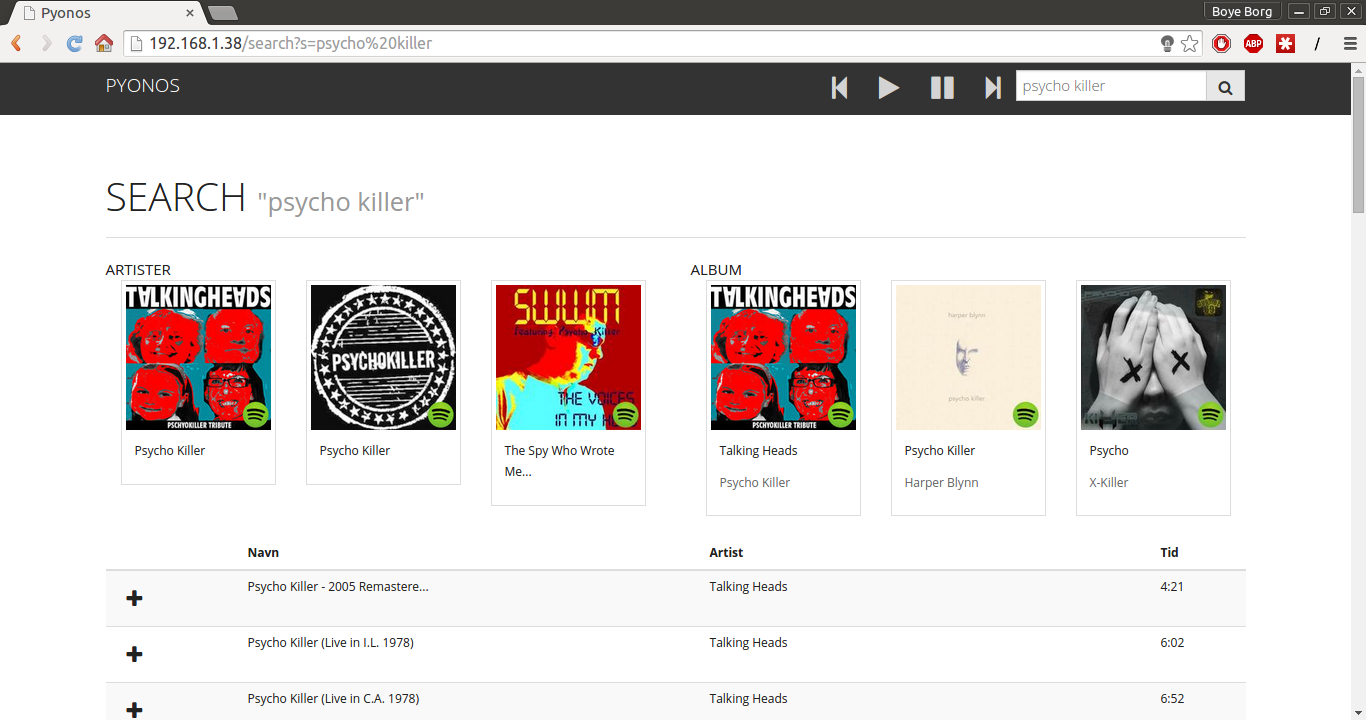 Pyonos
Boye Borg
192.168.1.38/search?s=psycho%20killer
ABP
PYONOS
psycho killer
SEARCH "psycho killer"
ARTISTER
ALBUM
TALKINGHEADS
PSCHYOKILLER TRIBUTE
Psycho Killer
PSYCHOKILLER
Psycho Killer
SWWM
Featuring Psycho Killer
THE VOICES
IN MY
The Spy Who Wrote
Me...
TALKINGHEADS
PSCHYOKILLER TRIBUTE
Talking Heads
Psycho Killer
harper blynn
psycho killer
Psycho Killer
Harper Blynn
Psycho
X-Killer
Navn
Artist
Tid
Psycho Killer - 2005 Remastere...
Talking Heads
4:21
Psycho Killer (Live in I.L. 1978)
Talking Heads
6:02
Psycho Killer (Live in C.A. 1978)
Talking Heads
6:52